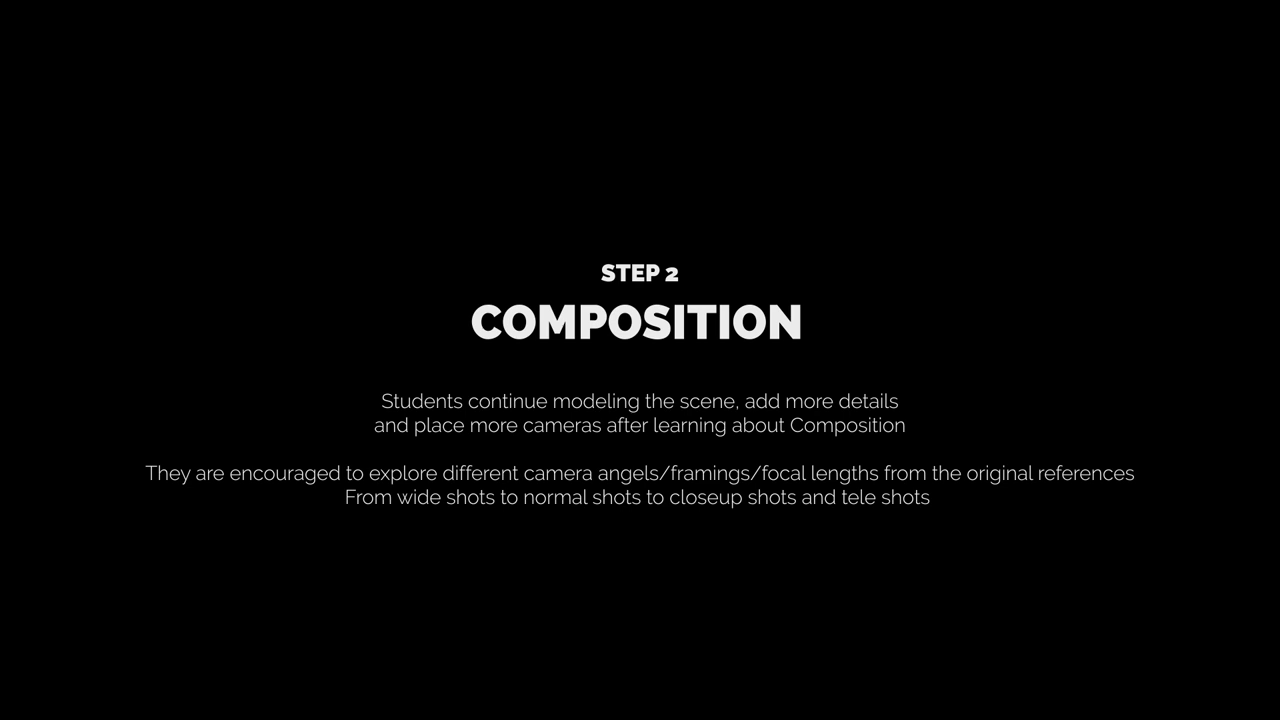 STEP 2
COMPOSITION
Students continue modeling the scene, add more details
and place more cameras after learning about Composition
They are encouraged to explore different camera angels/framings/focal lengths from the original references
From wide shots to normal shots to closeup shots and tele shots